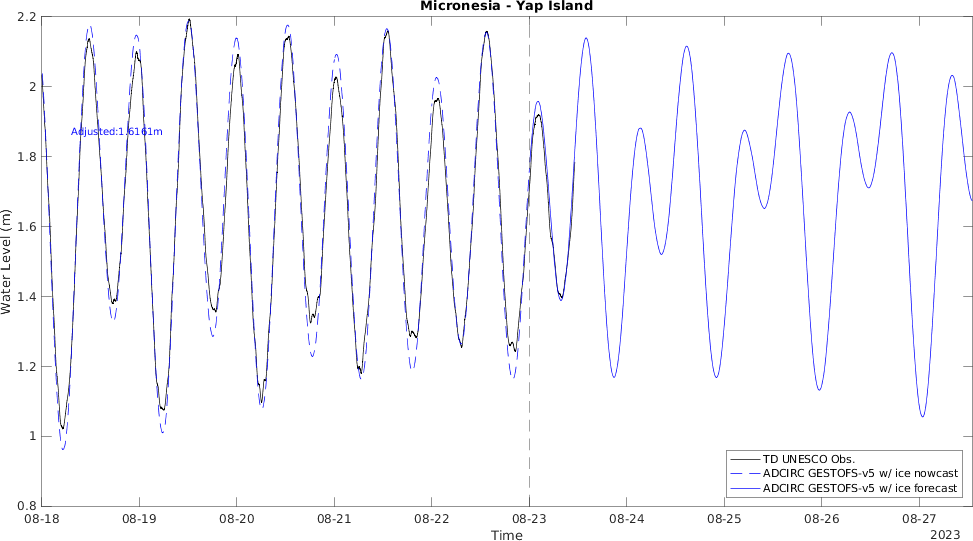 Micronesia - Yap Island
2.2
2
1.8
1.6
1.4
1.2
1
0.8
Water Level (m)
Adjusted:1.6161m
TD UNESCO Obs.
ADCIRC GESTOFS-v5 w/ ice nowcast
ADCIRC GESTOFS-v5 w/ ice forecast
08-18 08-19 08-20 08-21 08-22 08-23 08-24 08-25 08-26 08-27
Time
2023